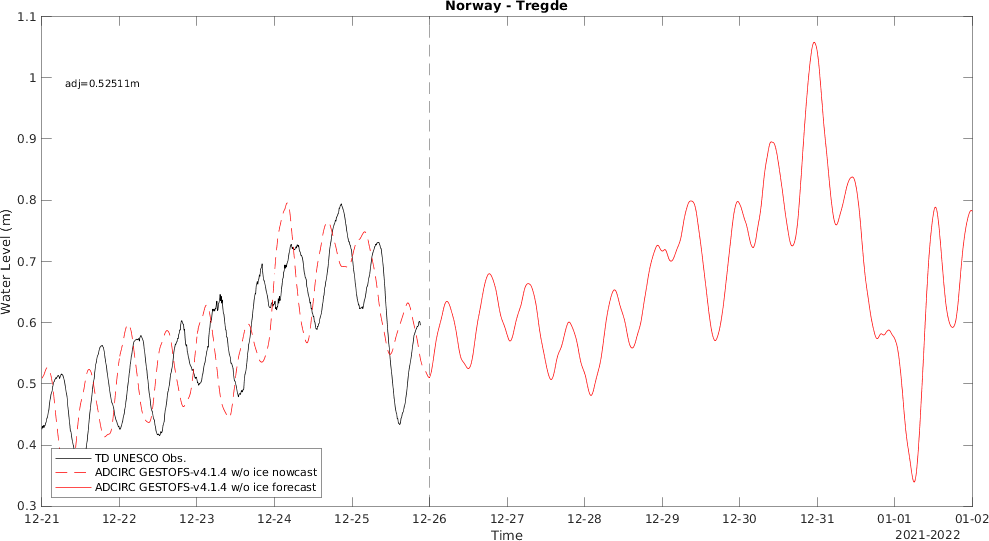 Norway - Tregde
1.1
1
0.9
0.8
0.7
0.6
0.5
0.4
0.3
Water Level (m)
adj=0.52511m
TD UNESCO Obs.
ADCIRC GESTOFS-v4.1.4 w/o ice nowcast
ADCIRC GESTOFS-v4.1.4 w/o ice forecast
12-21 12-22 12-23 12-24 12-25 12-26 12-27 12-28 12-29 12-30 12-31 01-01 01-02
Time
2021-2022